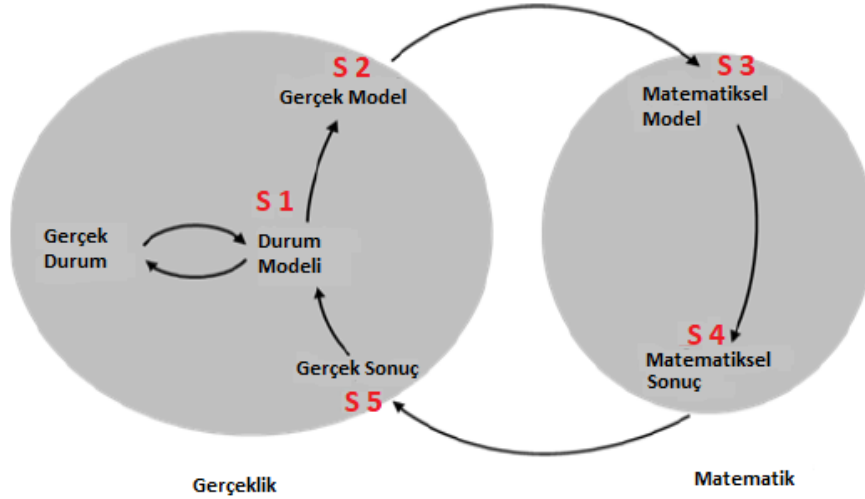 S 2
Gerçek Model
S 3
Matematiksel
Model
S 1
Gerçek
Durum
Durum
Modeli
S 4
Matematiksel
Sonuç
Gerçek Sonuç
S 5
Gerçeklik
Matematik